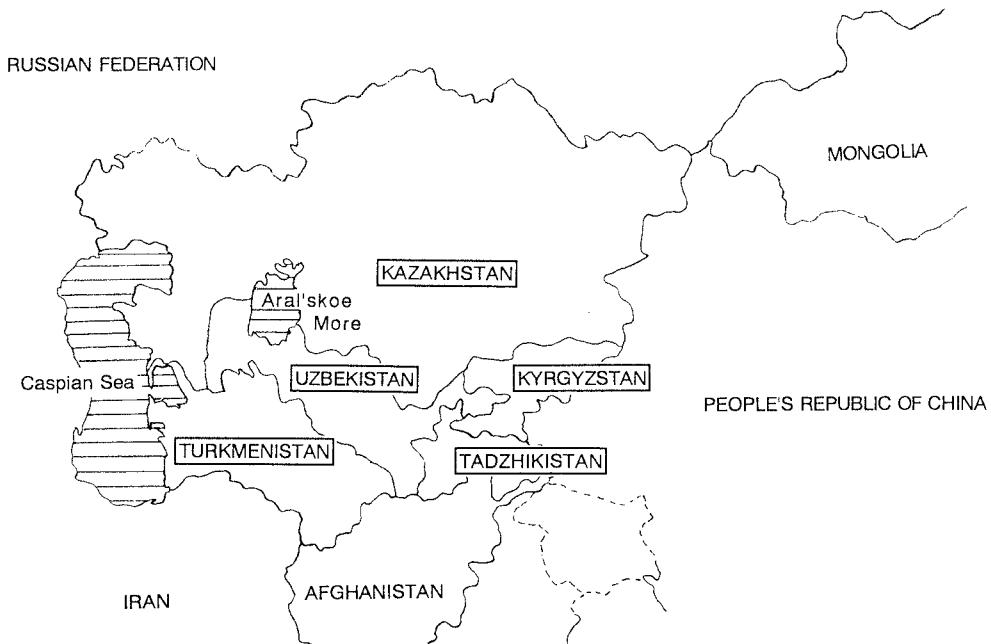 RUSSIAN FEDERATION
MONGOLIA
KAZAKHSTAN
Aral'skoe
More
Caspian Sea
UZBEKISTAN
KYRGYZSTAN
PEOPLE'S REPUBLIC OF CHINA
TURKMENISTAN
TADZHIKISTAN
IRAN
AFGHANISTAN